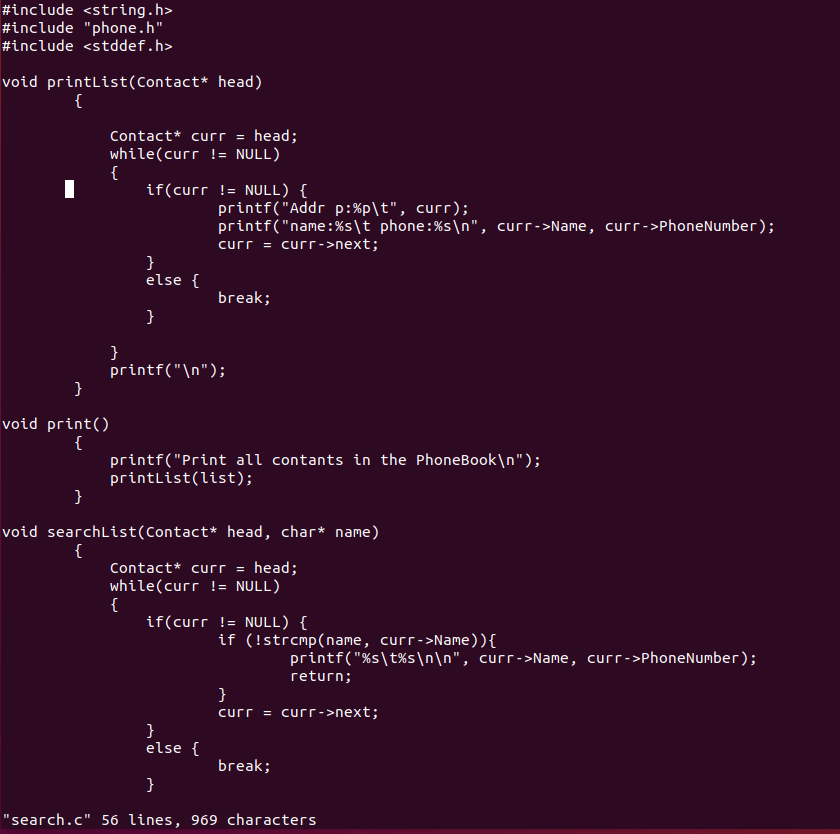 #include <string.h>
#include "phone.h"
#include <stddef.h>

void printList(Contact* head)
        {

            Contact* curr = head;
            while(curr != NULL)
            {
                if(curr != NULL) {
                        printf("Addr p:%p\t", curr);
                        printf("name:%s\t phone:%s\n", curr->Name, curr->PhoneNumber);
                        curr = curr->next;
                }
                else {
                        break;
                }

            }
            printf("\n");
        }

void print()
        {
            printf("Print all contants in the PhoneBook\n");
            printList(list);
        }

void searchList(Contact* head, char* name)
        {
            Contact* curr = head;
            while(curr != NULL)
            {
                if(curr != NULL) {
                        if (!strcmp(name, curr->Name)){
                                printf("%s\t%s\n\n", curr->Name, curr->PhoneNumber);
                                return;
                        }
                        curr = curr->next;
                }
                else {
                        break;
                }

"search.c" 56 lines, 969 characters